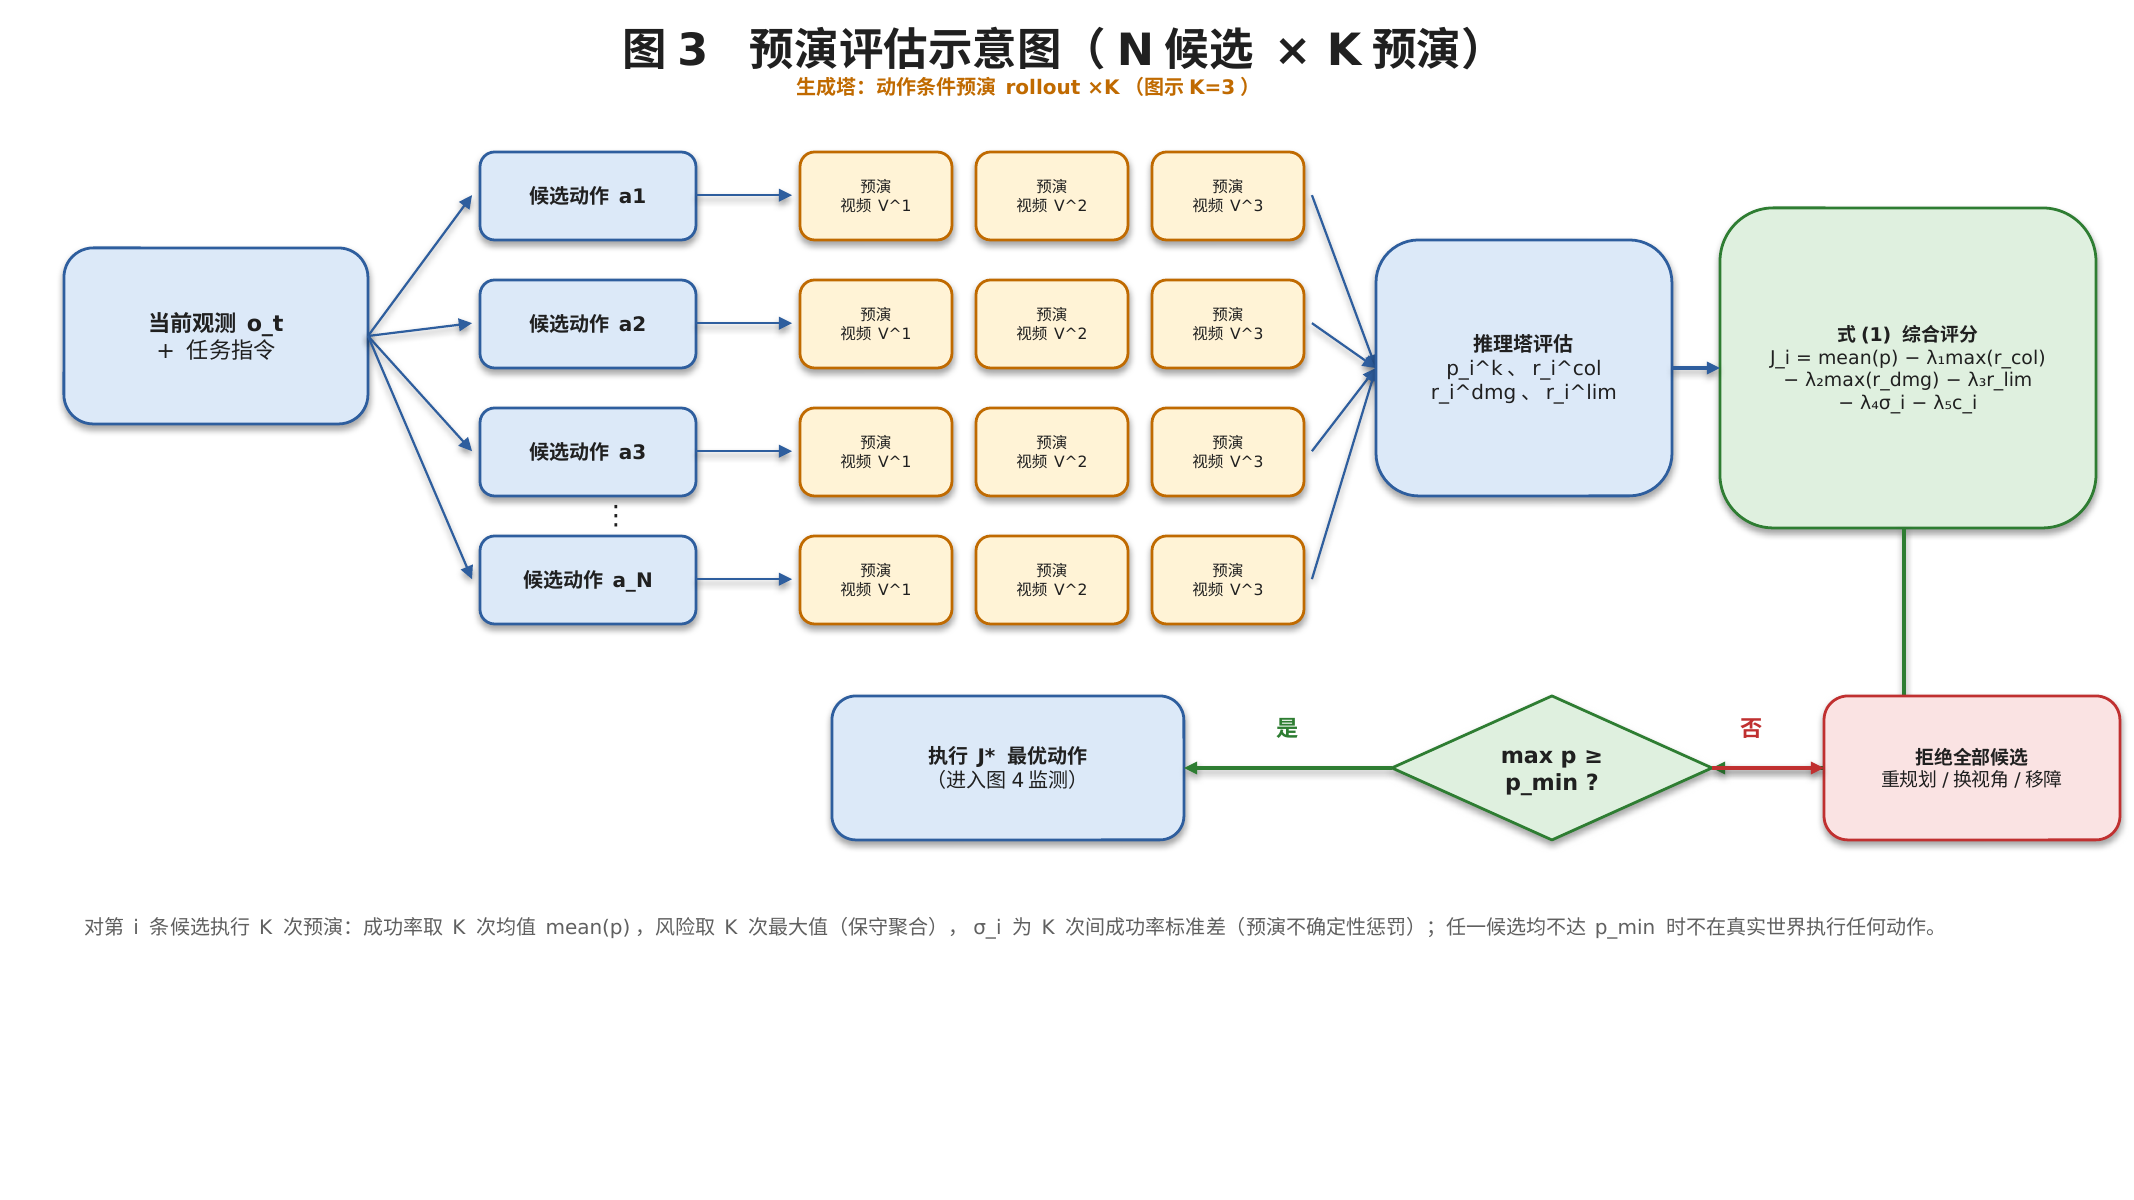 图 3 预演评估示意图（ N 候选 × K 预演）
生成塔：动作条件预演 rollout ×K （图示 K=3 ）
当前观测 o_t
+ 任务指令
候选动作 a1
预演
视频 V^1
预演
视频 V^2
预演
视频 V^3
候选动作 a2
预演
视频 V^1
预演
视频 V^2
预演
视频 V^3
候选动作 a3
预演
视频 V^1
预演
视频 V^2
预演
视频 V^3
⋮
候选动作 a_N
预演
视频 V^1
预演
视频 V^2
预演
视频 V^3
推理塔评估
p_i^k 、 r_i^col
r_i^dmg 、 r_i^lim
式 (1) 综合评分
J_i = mean(p) − λ₁max(r_col)
− λ₂max(r_dmg) − λ₃r_lim
− λ₄σ_i − λ₅c_i
执行 J* 最优动作
（进入图 4 监测）
是
max p ≥
p_min ?
否
拒绝全部候选
重规划 / 换视角 / 移障
对第 i 条候选执行 K 次预演：成功率取 K 次均值 mean(p) ，风险取 K 次最大值（保守聚合）， σ_i 为 K 次间成功率标准差（预演不确定性惩罚）；任一候选均不达 p_min 时不在真实世界执行任何动作。